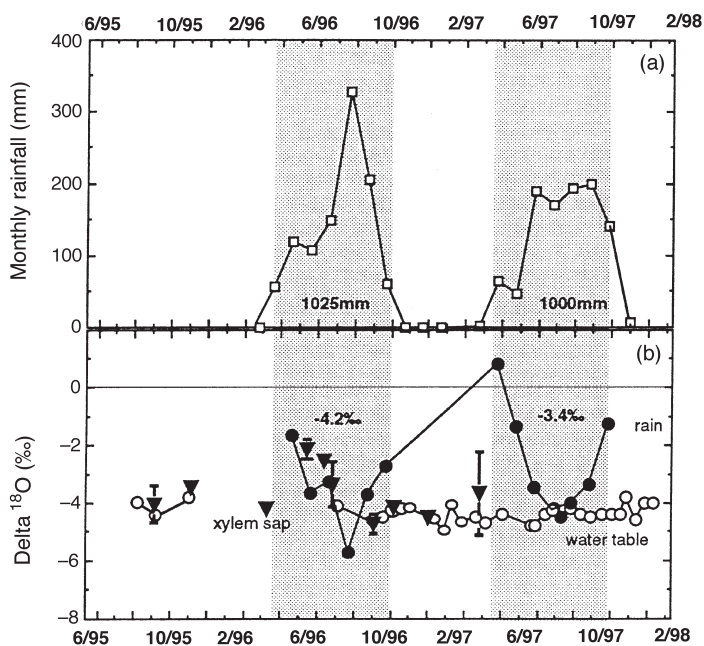 6/95 10/95 2/96 6/96 10/96 2/97 6/97 10/97 2/98
400
(a)
300
Monthly rainfall (mm)
200
100
1025mm
1000mm
0
(b)
0
-4.2‰
-3.4‰
rain
−2
Delta 18O (‰)
−4
xylem sap
water table
−6
−8
6/95 10/95 2/96 6/96 10/96 2/97 6/97 10/97 2/98